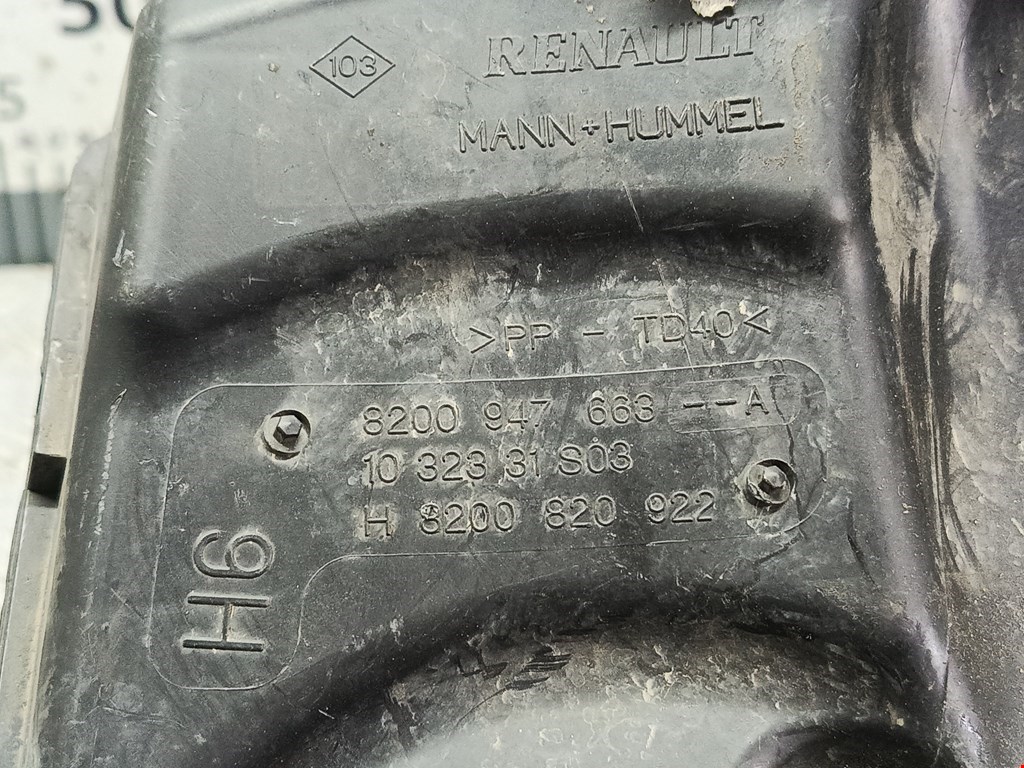 103
RENAULT
MANN+HUMMEL
>PP - TD40<
8200 947 663 --A
10 323 31 S03
H 8200 820 922
H6